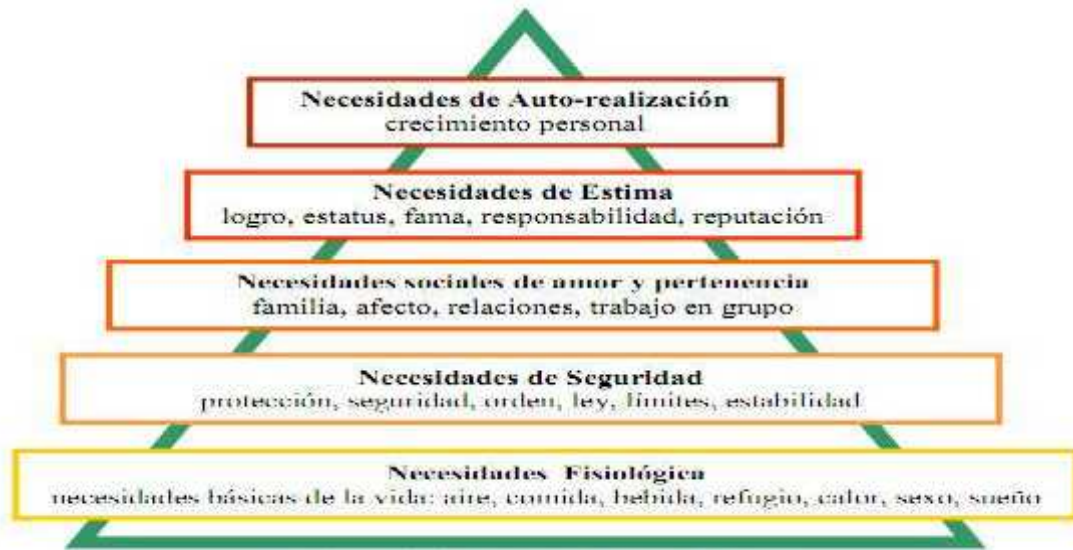 Necesidades de Auto-realización
crecimiento personal
Necesidades de Estima
logro, estatus, fama, responsabilidad, reputación
Necesidades sociales de amor y pertenencia
familia, afecto, relaciones, trabajo en grupo
Necesidades de Seguridad
protección, seguridad, orden, ley, límites, estabilidad
Necesidades Fisiológica
necesidades básicas de la vida: aire, comida, bebida, refugio, calor, sexo, sueño